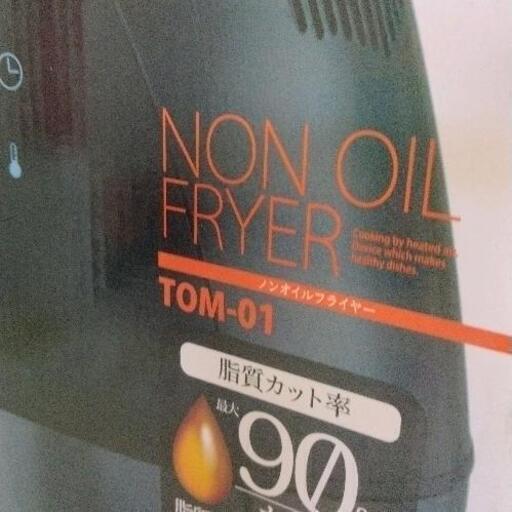 NON OIL
FRYER
Cooking by heated air.
Device which makes
healthy dishes.
ノンオイルフライヤー
TOM-01
脂質カット率
最大
90